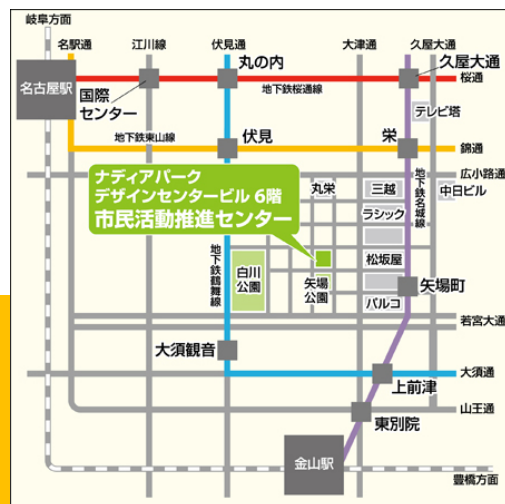 岐阜方面
名駅通
江川線
伏見通
大津通
久屋大通
名古屋駅
国際
センター
丸の内
久屋大通
桜通
地下鉄桜通線
テレビ塔
地下鉄東山線
伏見
栄
錦通
ナディアパーク
デザインセンタービル 6階
市民活動推進センター
丸栄
三越
地下鉄名城線
広小路通
中日ビル
ラシック
地下鉄鶴舞線
白川
公園
矢場
公園
松坂屋
パルコ
矢場町
若宮大通
大須観音
上前津
大須通
東別院
山王通
金山駅
豊橋方面